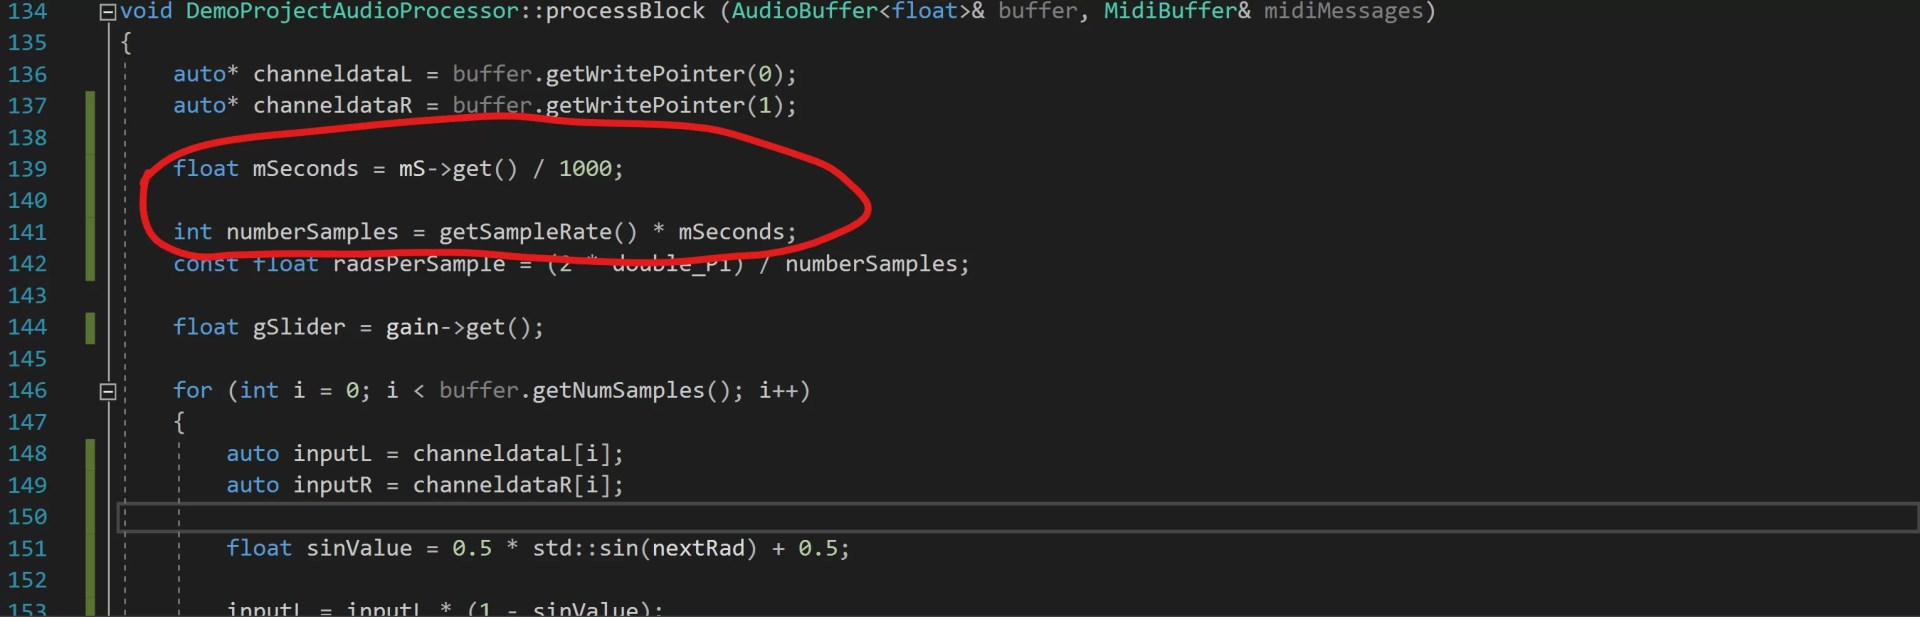 134 void DemoProjectAudioProcessor::processBlock (AudioBuffer<float>& buffer, MidiBuffer& midiMessages)
135 {
136 auto* channeldataL = buffer.getWritePointer(0);
137 auto* channeldataR = buffer.getWritePointer(1);
138
139 float mSeconds = mS->get() / 1000;
140
141 int numberSamples = getSampleRate() * mSeconds;
142 const float radsPerSample = (2 * double_Pi) / numberSamples;
143
144 float gSlider = gain->get();
145
146 for (int i = 0; i < buffer.getNumSamples(); i++)
147 {
148 auto inputL = channeldataL[i];
149 auto inputR = channeldataR[i];
150
151 float sinValue = 0.5 * std::sin(nextRad) + 0.5;
152
153 inputL = inputL * (1 - sinValue);